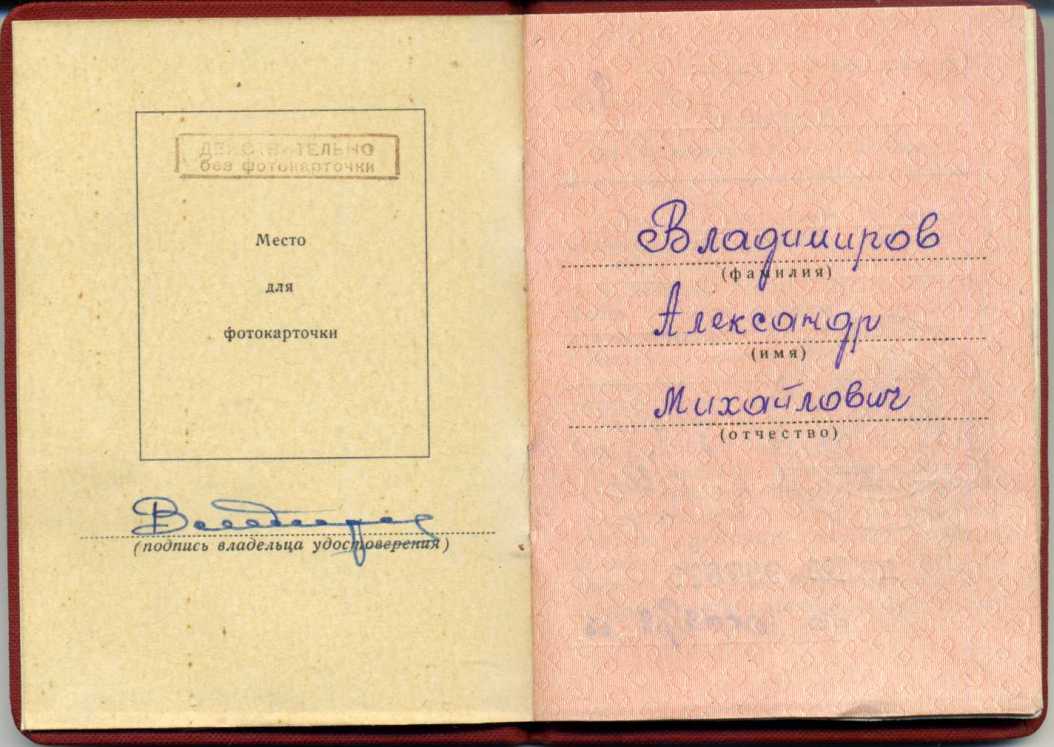 ДЕЙСТВИТЕЛЬНО
без фотокарточки
Место
для
фотокарточки
(подпись владельца удостоверения)
Владимиров
(фамилия)
Александр
(имя)
Михайлович
(отчество)